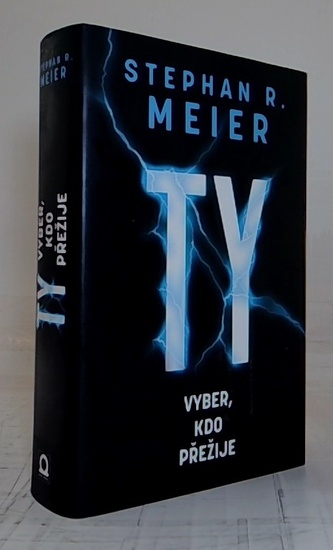 STEPHAN R.
MEIER
TY
VYBER,
KDO
PŘEŽIJE
STEPHAN R.
MEIER
TY
VYBER,
KDO
PŘEŽIJE